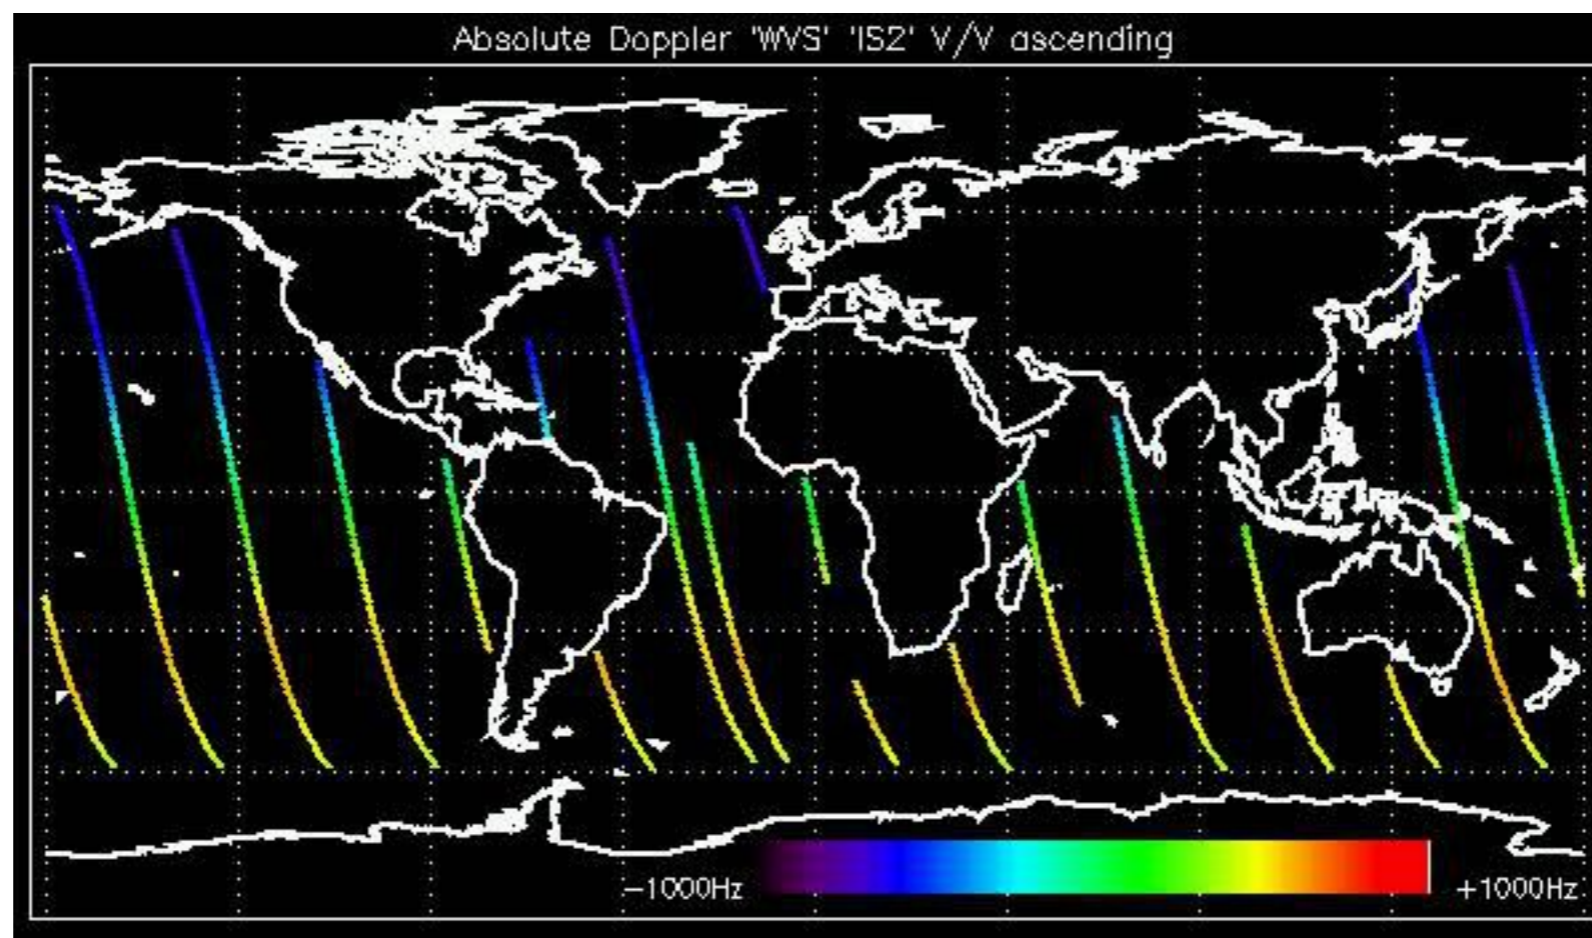 Absolute Doppler 'WVS' 'IS2' V/V ascending
-1000Hz +1000Hz